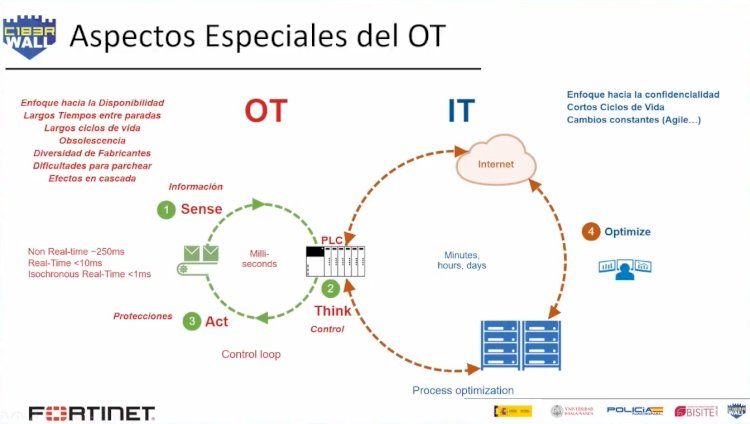 C1B3R
WALL
Aspectos Especiales del OT
Enfoque hacia la Disponibilidad
Largos Tiempos entre paradas
Largos ciclos de vida
Obsolescencia
Diversidad de Fabricantes
Dificultades para parchear
Efectos en cascada
OT
IT
Enfoque hacia la confidencialidad
Cortos Ciclos de Vida
Cambios constantes (Agile…)
Internet
Información
1 Sense
PLC
4 Optimize
Non Real-time ~250ms
Real-Time <10ms
Isochronous Real-Time <1ms
Milli-
seconds
Minutes,
hours, days
2
Think
Control
Protecciones
3 Act
Control loop
Process optimization
FORTINET
POLICIA
BISITE